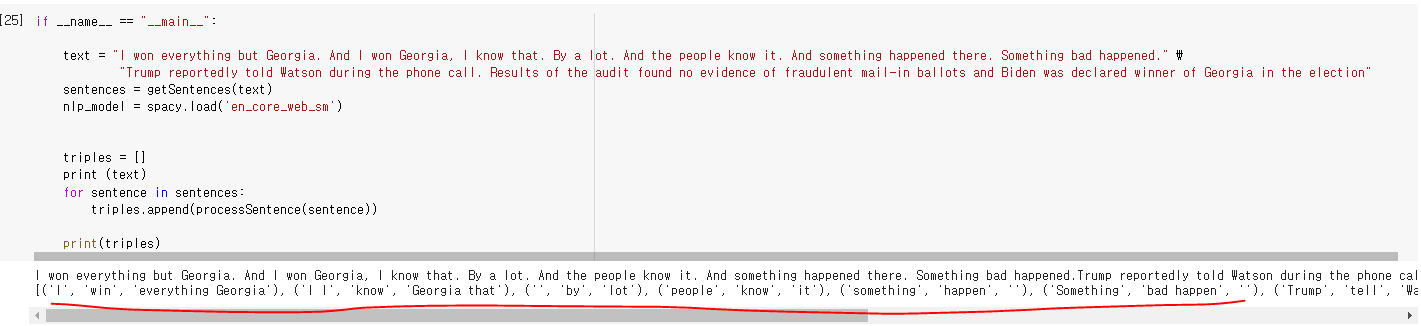 [25] if __name__ == "__main__":
text = "I won everything but Georgia. And I won Georgia, I know that. By a lot. And the people know it. And something happened there. Something bad happened." ₩
"Trump reportedly told Watson during the phone call. Results of the audit found no evidence of fraudulent mail-in ballots and Biden was declared winner of Georgia in the election"
sentences = getSentences(text)
nlp_model = spacy.load('en_core_web_sm')
triples = []
print (text)
for sentence in sentences:
triples.append(processSentence(sentence))
print(triples)
I won everything but Georgia. And I won Georgia, I know that. By a lot. And the people know it. And something happened there. Something bad happened.Trump reportedly told Watson during the phone cal
[('I', 'win', 'everything Georgia'), ('I I', 'know', 'Georgia that'), ('', 'by', 'lot'), ('people', 'know', 'it'), ('something', 'happen', ''), ('Something', 'bad happen', ''), ('Trump', 'tell', 'Wa